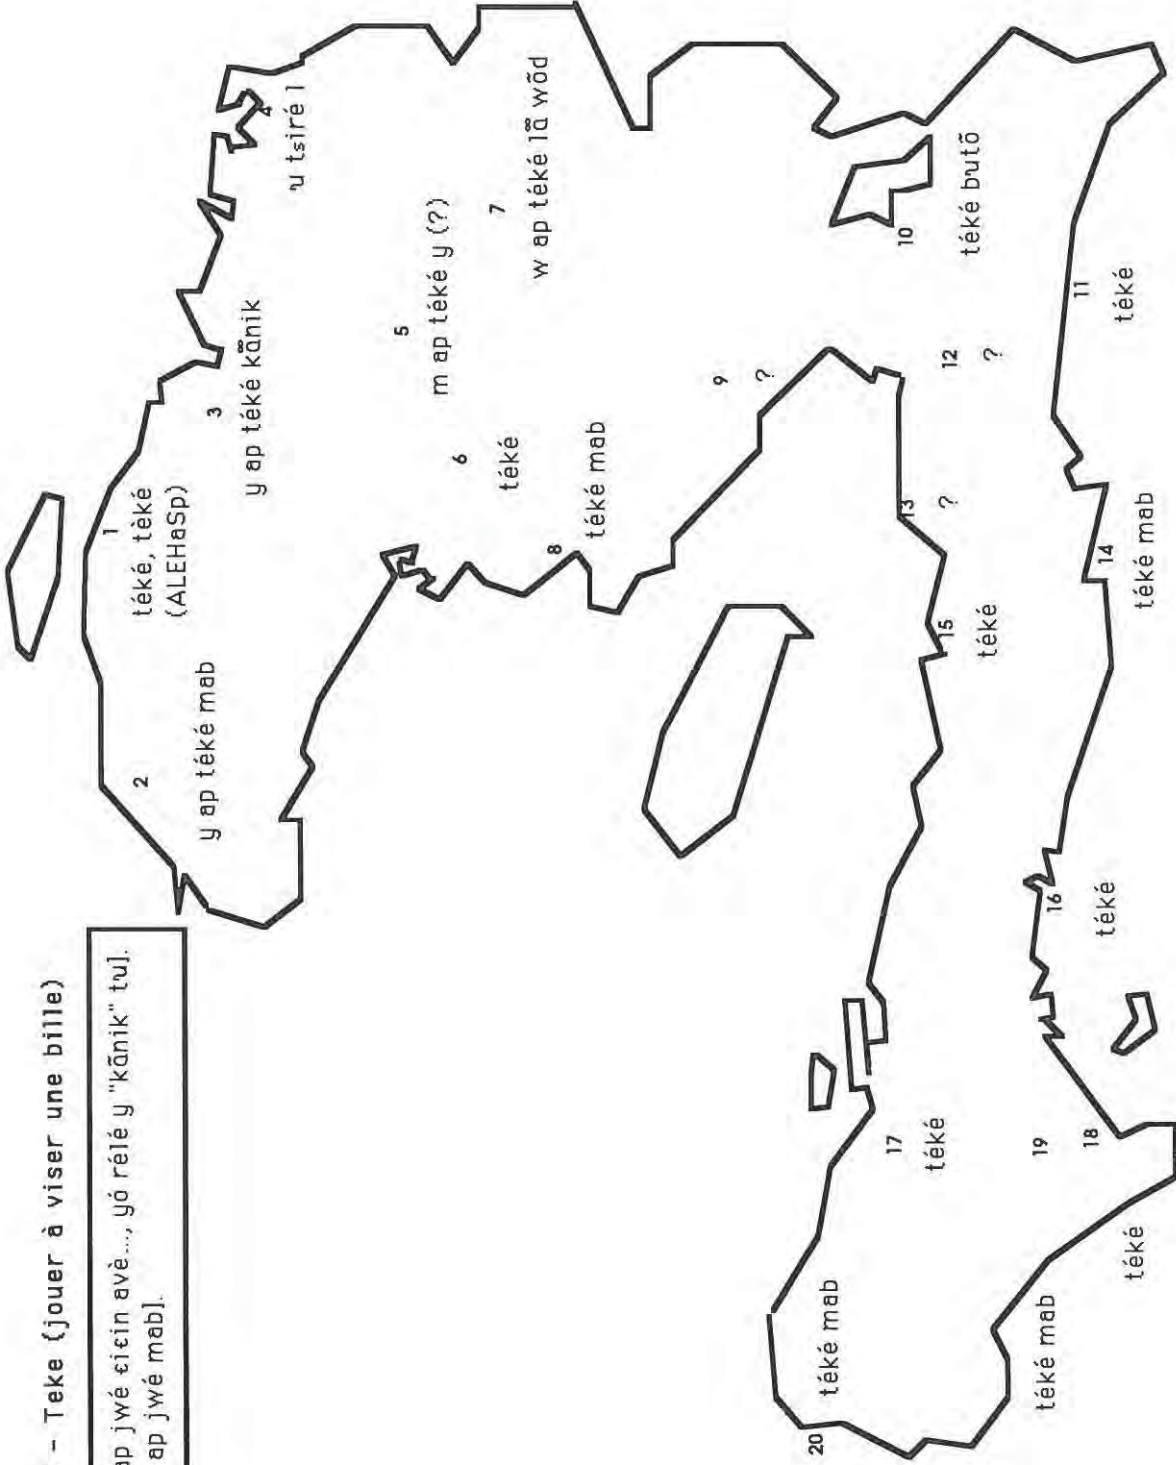 – Teke (jouer à viser une bille)
ap jwé ɛiɛin avè..., yó rélé y "kãnik" tu].
ap jwé mab].
1
téké, tèké
(ALEHaSp)
2
y ap téké mab
3
y ap téké kãnik
4
u tsiré l
5
m ap téké y (?)
6
téké
7
w ap téké lã wõd
8
téké mab
9
?
10
téké butõ
11
téké
12
?
13
?
14
téké mab
15
téké
16
téké
17
téké
18
téké
19
téké mab
20
téké mab